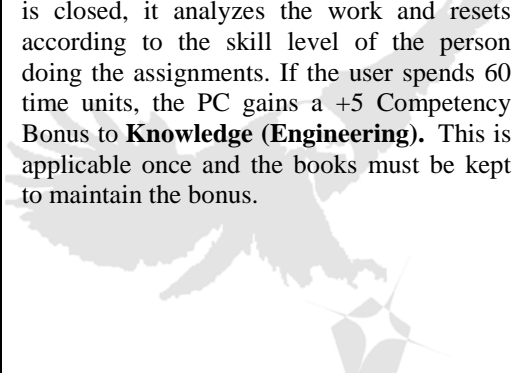 is closed, it analyzes the work and resets
according to the skill level of the person
doing the assignments. If the user spends 60
time units, the PC gains a +5 Competency
Bonus to Knowledge (Engineering). This is
applicable once and the books must be kept
to maintain the bonus.